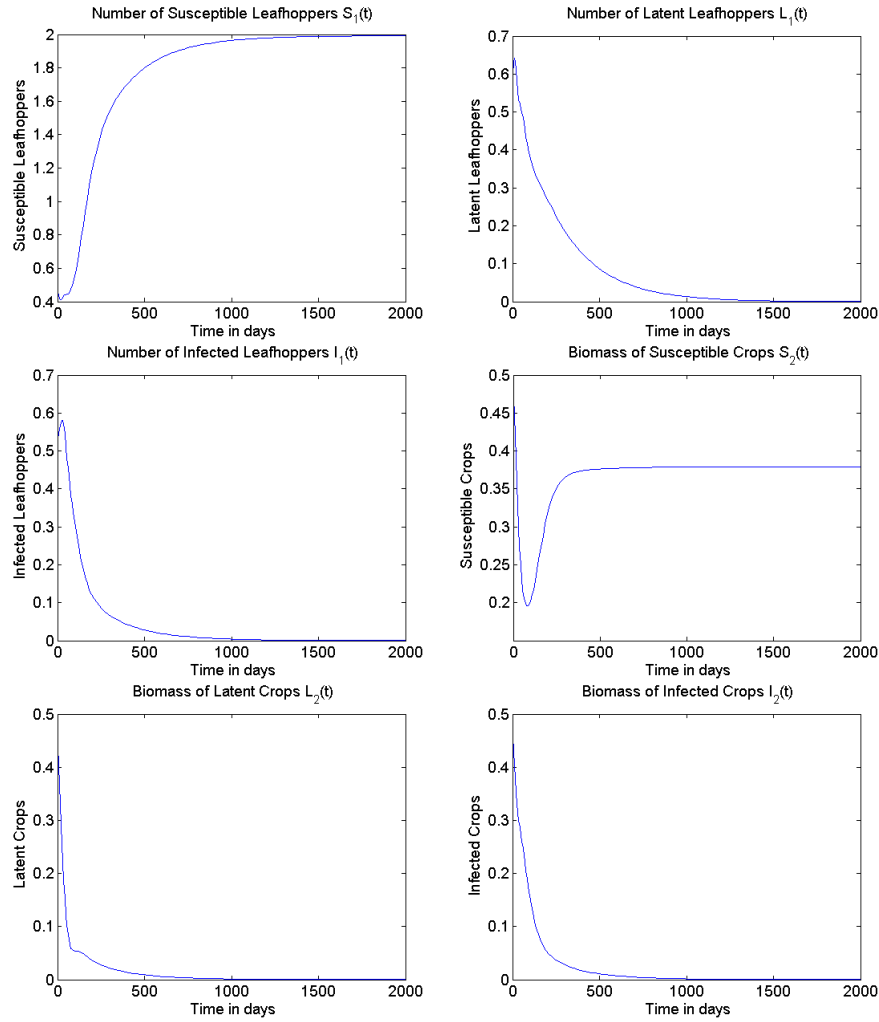 Number of Susceptible Leafhoppers S1(t)
2
1.8
1.6
1.4
1.2
1
0.8
0.6
0.4
Susceptible Leafhoppers
0 500 1000 1500 2000
Time in days
Number of Latent Leafhoppers L1(t)
0.7
0.6
0.5
0.4
0.3
0.2
0.1
0
Latent Leafhoppers
0 500 1000 1500 2000
Time in days
Number of Infected Leafhoppers I1(t)
0.7
0.6
0.5
0.4
0.3
0.2
0.1
0
Infected Leafhoppers
0 500 1000 1500 2000
Time in days
Biomass of Susceptible Crops S2(t)
0.5
0.45
0.4
0.35
0.3
0.25
0.2
Susceptible Crops
0 500 1000 1500 2000
Time in days
Biomass of Latent Crops L2(t)
0.5
0.4
0.3
0.2
0.1
0
Latent Crops
0 500 1000 1500 2000
Time in days
Biomass of Infected Crops I2(t)
0.5
0.4
0.3
0.2
0.1
0
Infected Crops
0 500 1000 1500 2000
Time in days